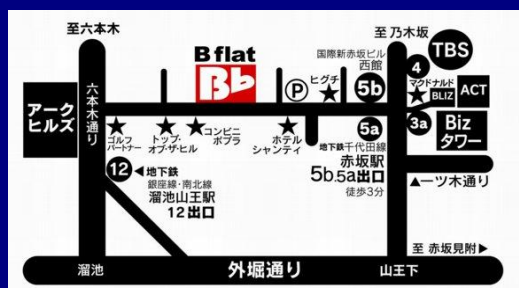 至六本木
至乃木坂
B flat
Bb
国際新赤坂ビル
西館
TBS
4
マクドナルド
BLIZ
ACT
六本木通り
アーク
ヒルズ
P
ヒグチ
5b
3a
Biz
タワー
ゴルフ
パートナー
トップ・
オブ・ザ・ヒル
コンビニ
ポプラ
ホテル
シャンティ
5a
地下鉄千代田線
赤坂駅
5b.5a出口
徒歩3分
12
◀地下鉄
銀座線・南北線
溜池山王駅
12出口
▲一ツ木通り
至 赤坂見附▶
溜池
外堀通り
山王下